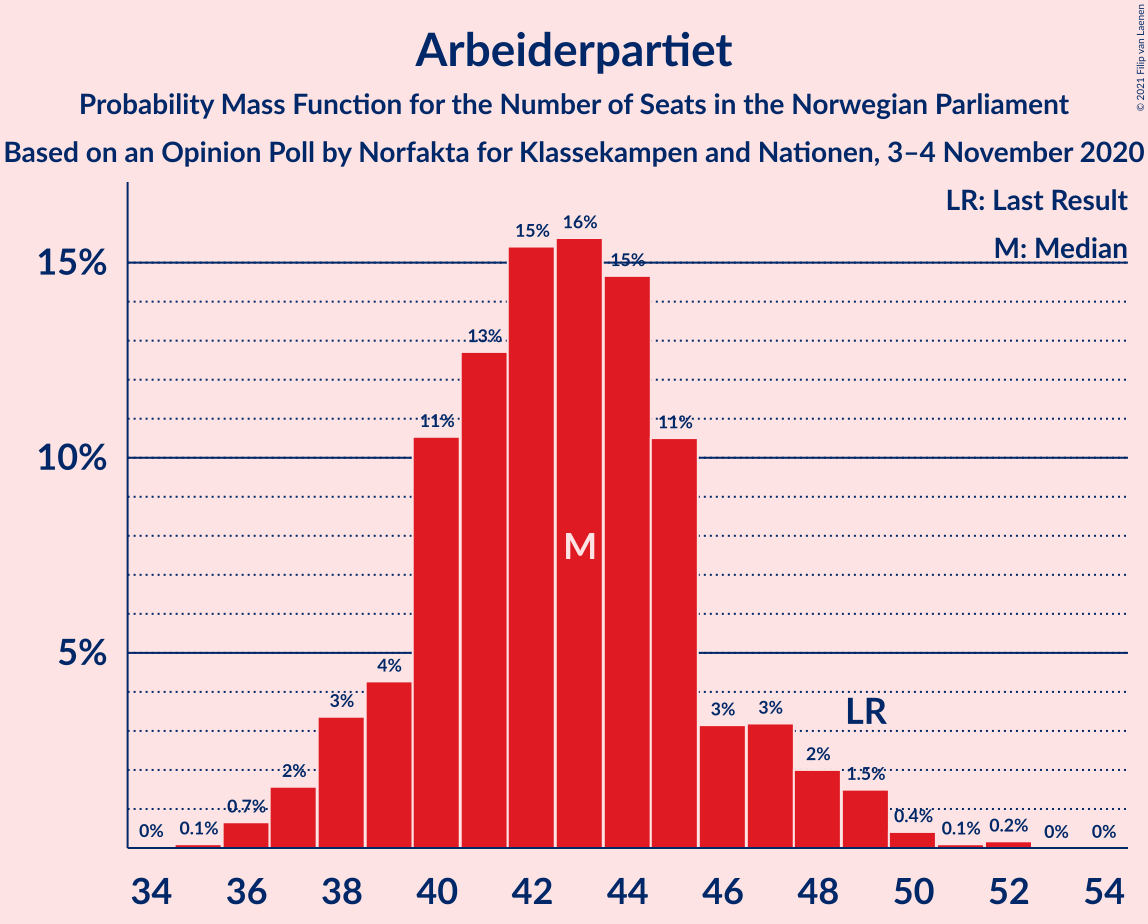 Arbeiderpartiet
Probability Mass Function for the Number of Seats in the Norwegian Parliament
Based on an Opinion Poll by Norfakta for Klassekampen and Nationen, 3–4 November 2020
© 2021 Filip van Laenen
LR: Last Result
M: Median
15%
10%
5%
0%
0.1%
0.7%
2%
3%
4%
11%
13%
15%
16%
15%
11%
3%
3%
2%
1.5%
0.4%
0.1%
0.2%
0%
0%
M
LR
34 36 38 40 42 44 46 48 50 52 54